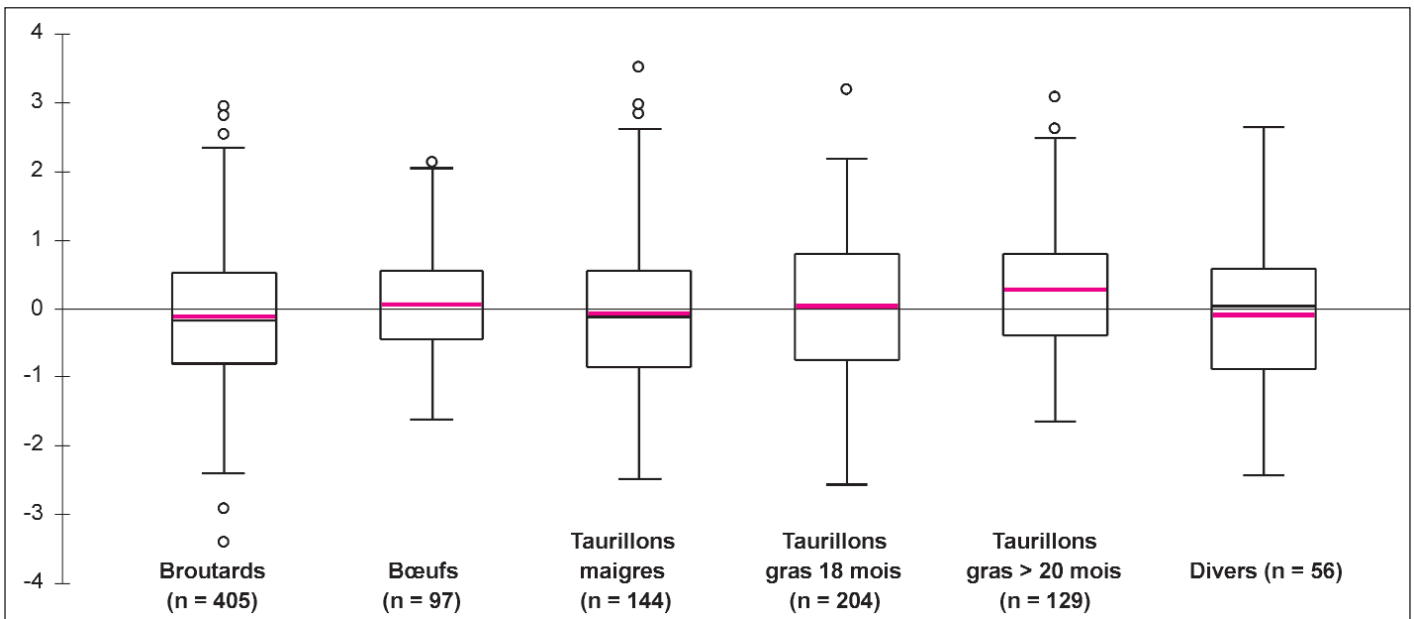 4
3
2
1
0
-1
-2
-3
-4
Broutards
(n = 405)
Bœufs
(n = 97)
Taurillons
maigres
(n = 144)
Taurillons
gras 18 mois
(n = 204)
Taurillons
gras > 20 mois
(n = 129)
Divers (n = 56)